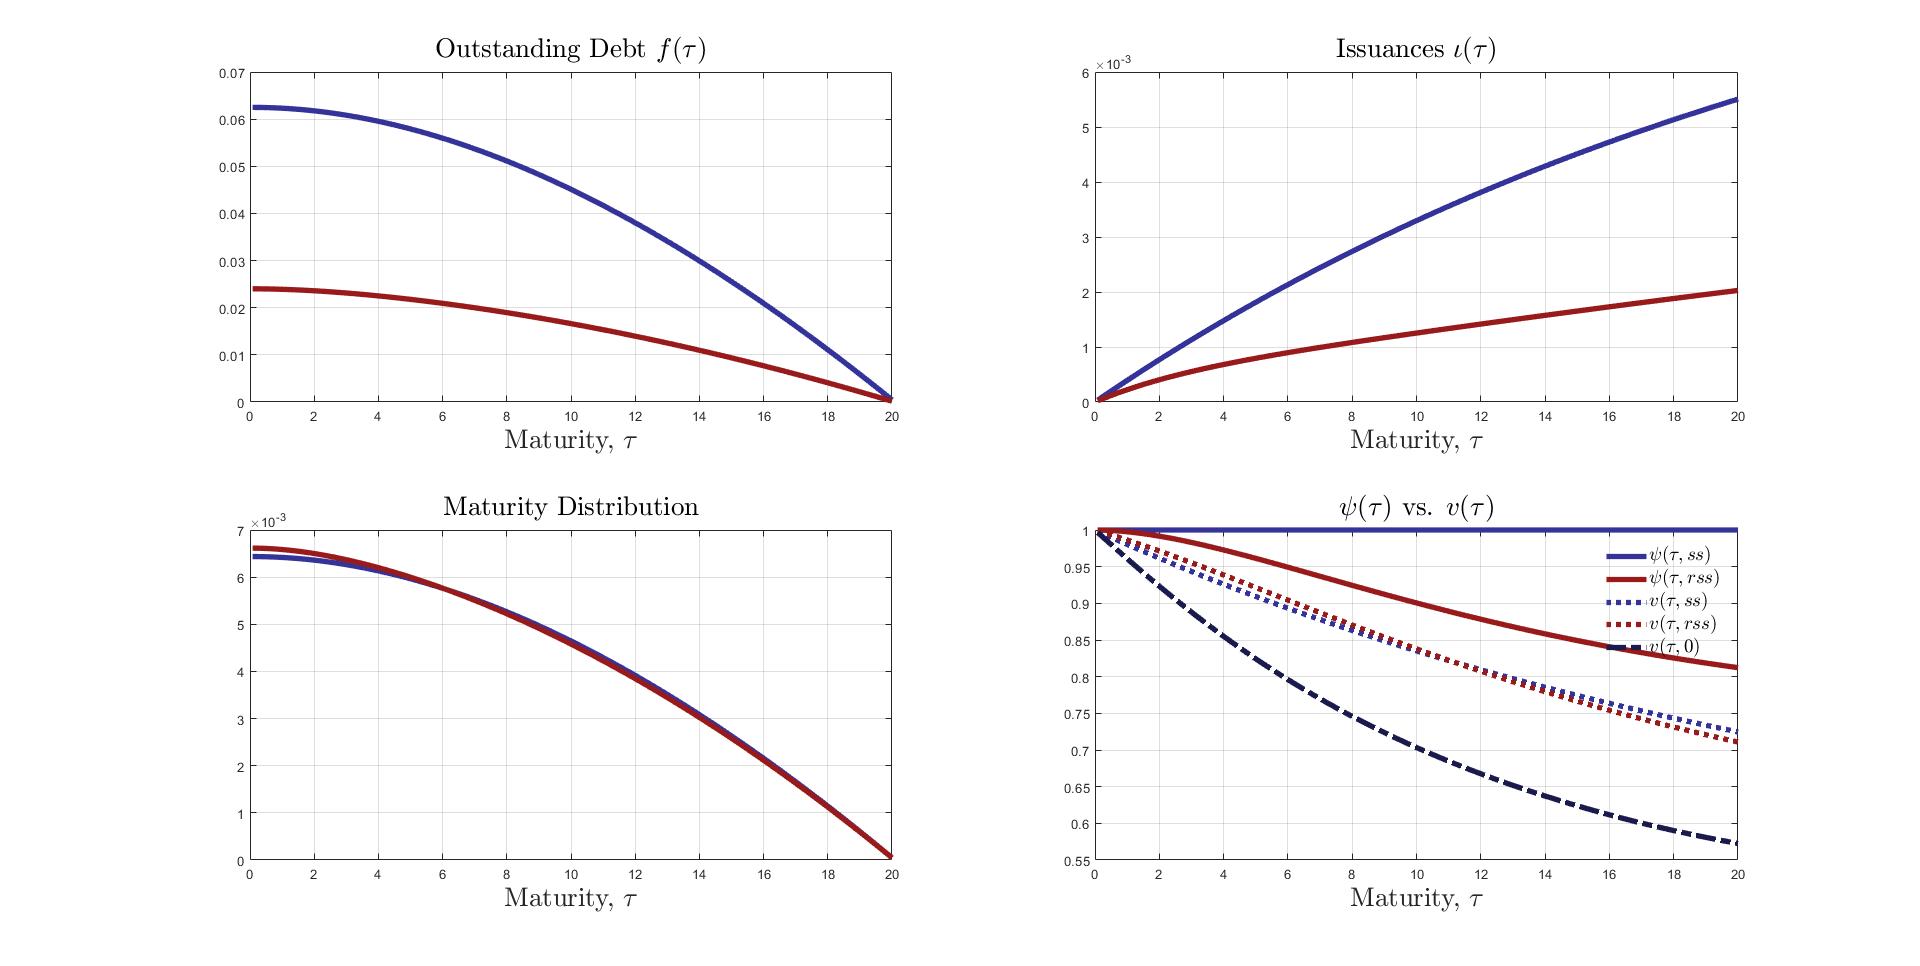 Outstanding Debt f(τ)
0.07
0.06
0.05
0.04
0.03
0.02
0.01
0
0 2 4 6 8 10 12 14 16 18 20
Maturity, τ
Issuances ι(τ)
×10-3
6
5
4
3
2
1
0
0 2 4 6 8 10 12 14 16 18 20
Maturity, τ
Maturity Distribution
×10-3
7
6
5
4
3
2
1
0
0 2 4 6 8 10 12 14 16 18 20
Maturity, τ
ψ(τ) vs. v(τ)
1
0.95
0.9
0.85
0.8
0.75
0.7
0.65
0.6
0.55
0 2 4 6 8 10 12 14 16 18 20
Maturity, τ
ψ(τ, ss)
ψ(τ, rss)
v(τ, ss)
v(τ, rss)
v(τ, 0)